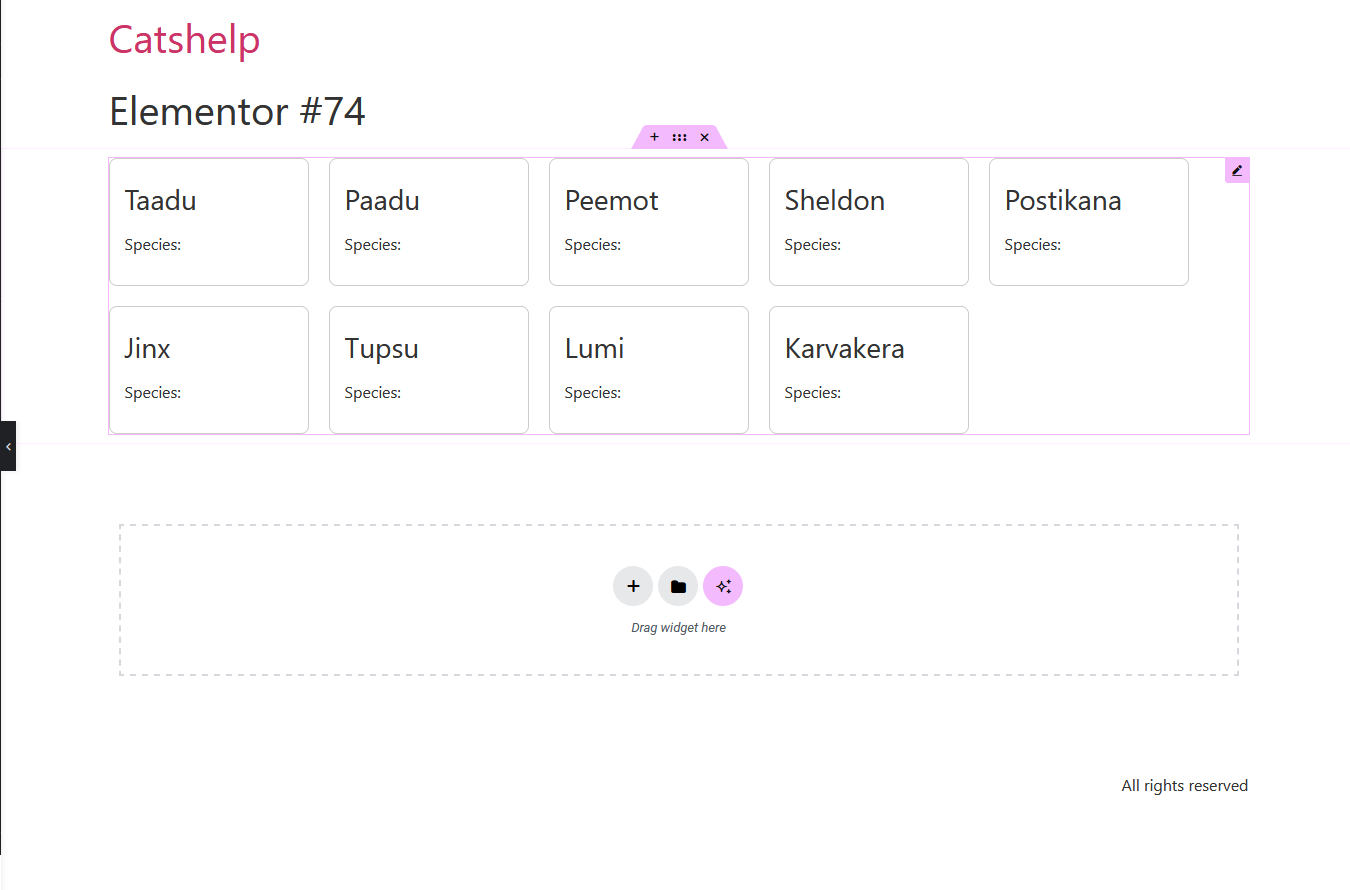 Catshelp
Elementor #74
Taadu
Species:
Paadu
Species:
Peemot
Species:
Sheldon
Species:
Postikana
Species:
Jinx
Species:
Tupsu
Species:
Lumi
Species:
Karvakera
Species:
Drag widget here
All rights reserved